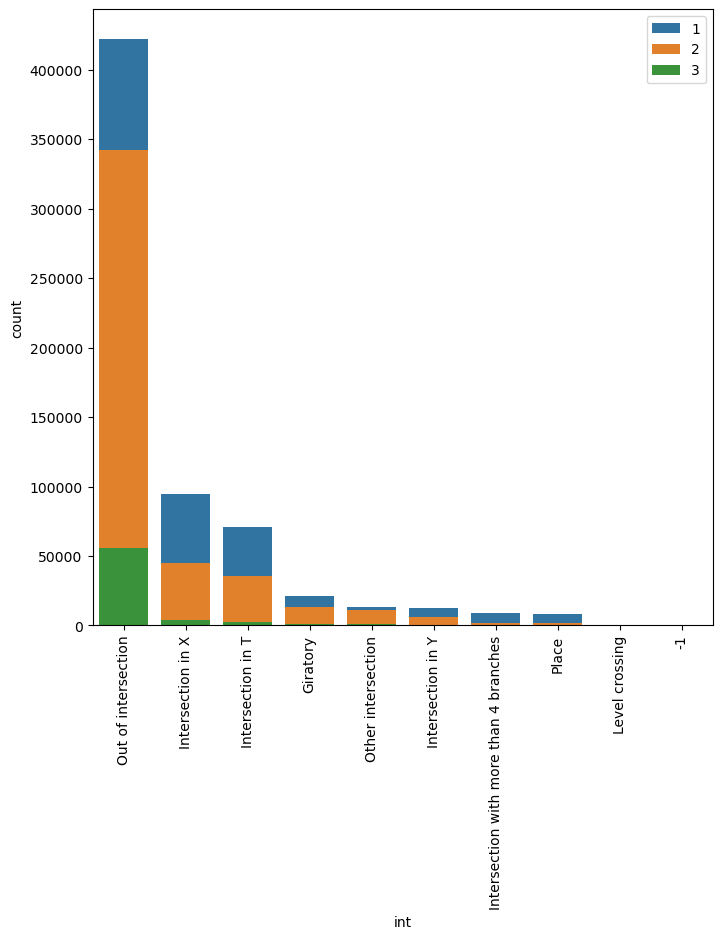 1
2
3
400000
350000
300000
250000
200000
150000
100000
50000
0
count
Out of intersection
Intersection in X
Intersection in T
Giratory
Other intersection
Intersection in Y
Intersection with more than 4 branches
Place
Level crossing
-1
int